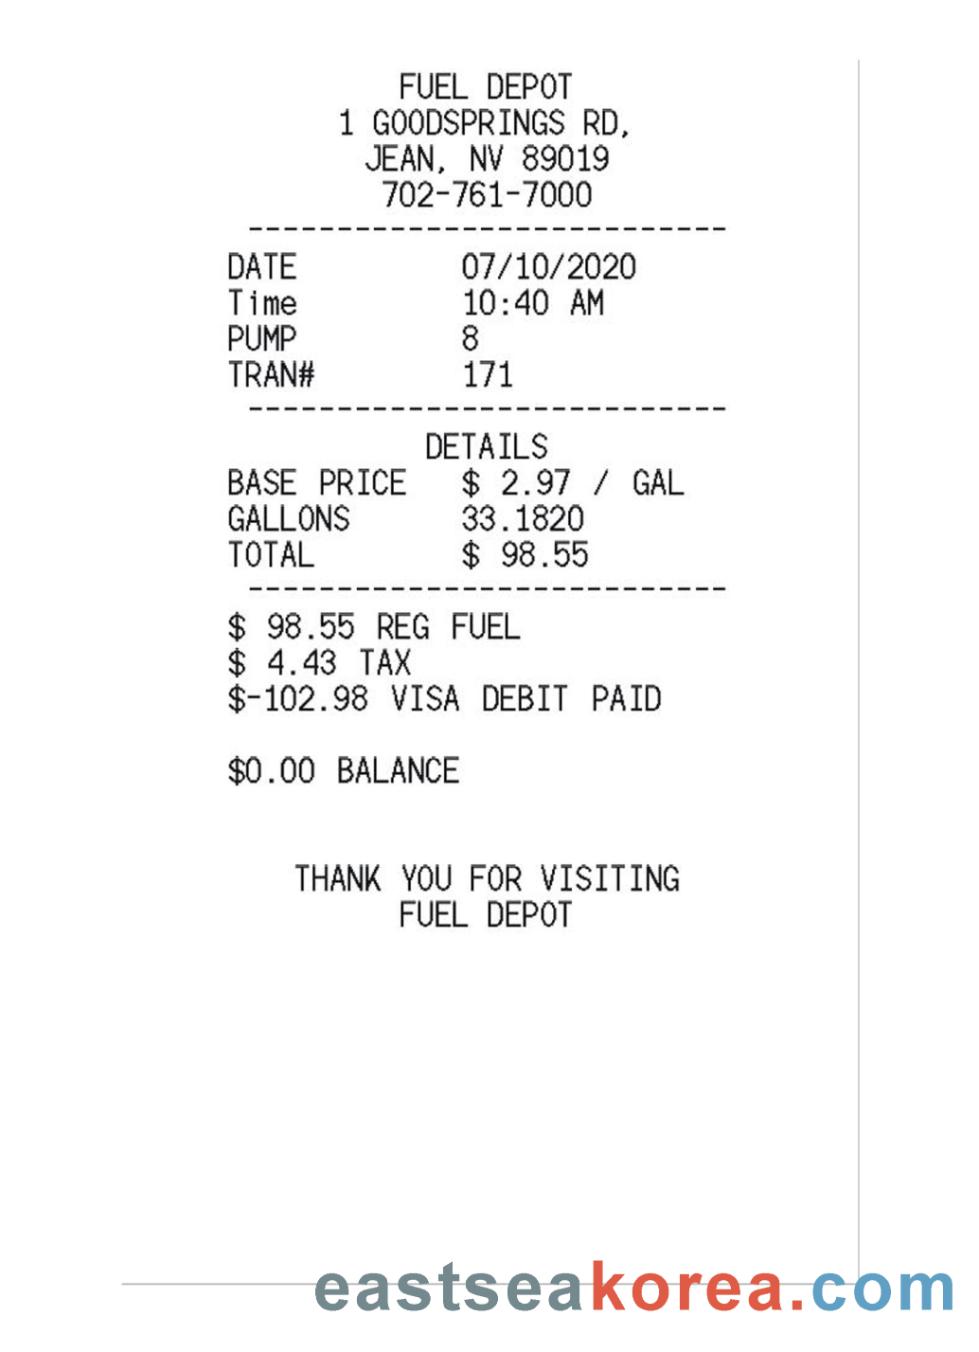 FUEL DEPOT
1 GOODSPRINGS RD,
JEAN, NV 89019
702-761-7000
---------------------------
DATE 07/10/2020
Time 10:40 AM
PUMP 8
TRAN# 171
---------------------------
DETAILS
BASE PRICE $ 2.97 / GAL
GALLONS 33.1820
TOTAL $ 98.55
---------------------------
$ 98.55 REG FUEL
$ 4.43 TAX
$-102.98 VISA DEBIT PAID
$0.00 BALANCE
THANK YOU FOR VISITING
FUEL DEPOT
eastseakorea.com